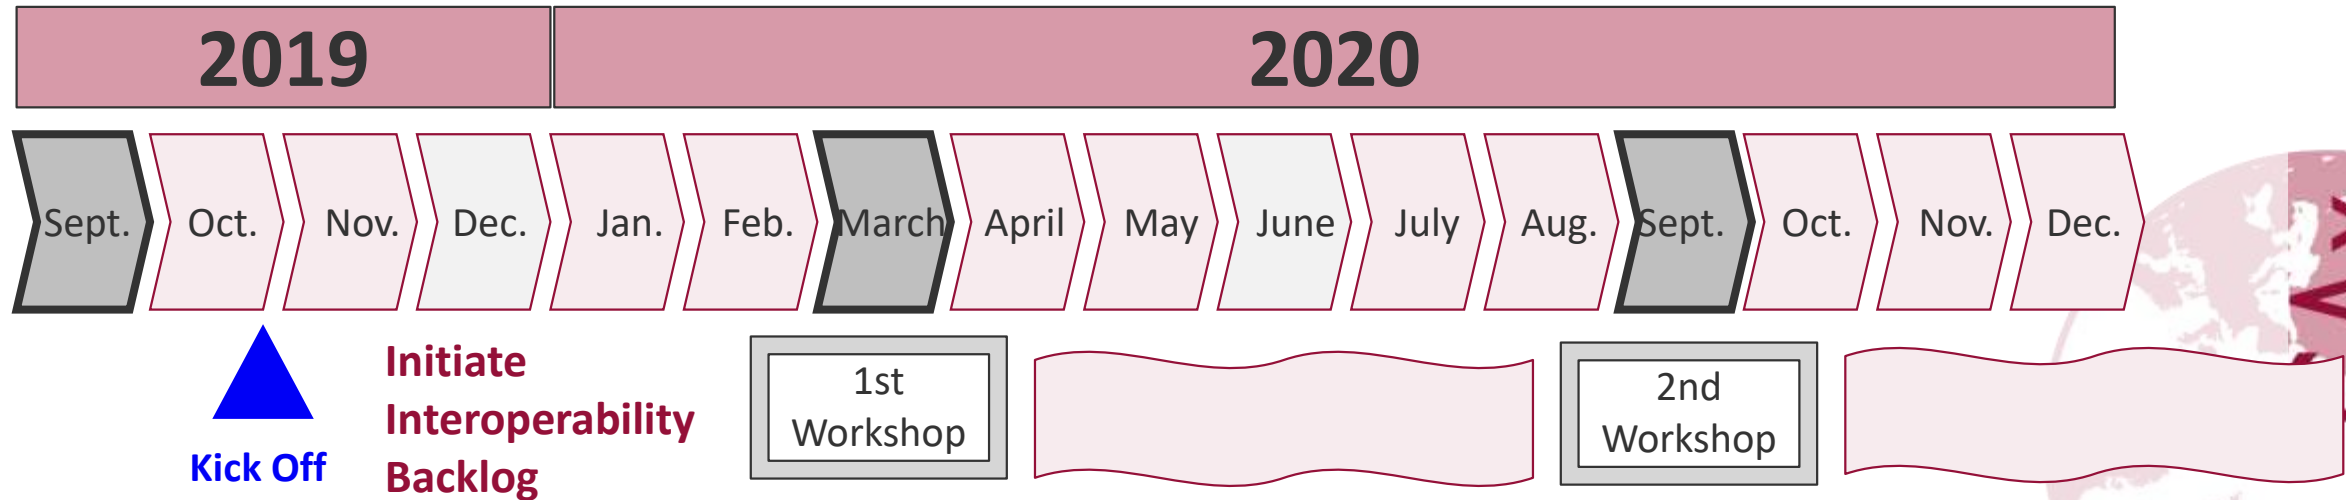 2019
2020
Sept.
Oct.
Nov.
Dec.
Jan.
Feb.
March
April
May
June
July
Aug.
Sept.
Oct.
Nov.
Dec.
Kick Off
Initiate
Interoperability
Backlog
1st
Workshop
2nd
Workshop